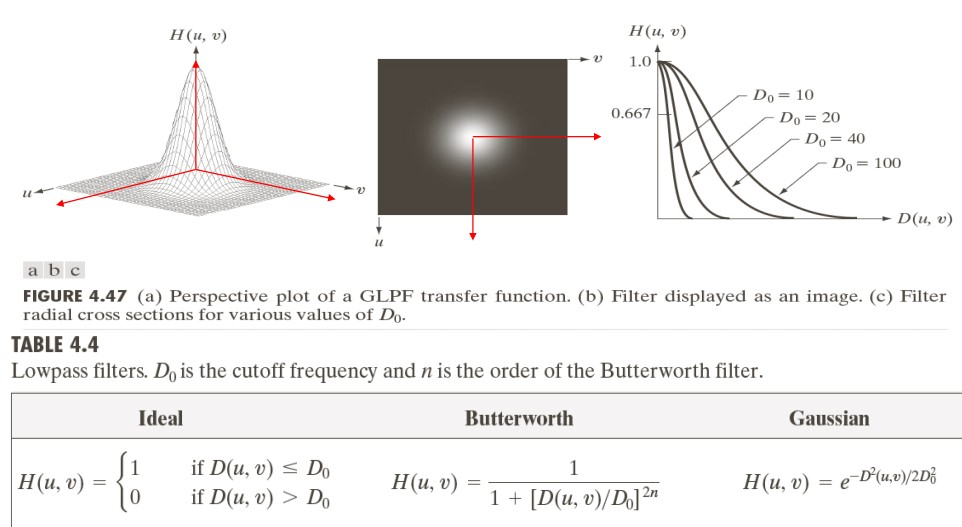 H(u, v)
u
v
v
u
H(u, v)
1.0
0.667
D₀ = 10
D₀ = 20
D₀ = 40
D₀ = 100
D(u, v)
a b c
FIGURE 4.47 (a) Perspective plot of a GLPF transfer function. (b) Filter displayed as an image. (c) Filter
radial cross sections for various values of D₀.
TABLE 4.4
Lowpass filters. D₀ is the cutoff frequency and n is the order of the Butterworth filter.
Ideal Butterworth Gaussian
H(u, v) = { 1 if D(u, v) ≤ D₀
0 if D(u, v) > D₀
H(u, v) = 1 / 1 + [D(u, v)/D₀]²ⁿ
H(u, v) = e^−D²(u,v)/2D₀²